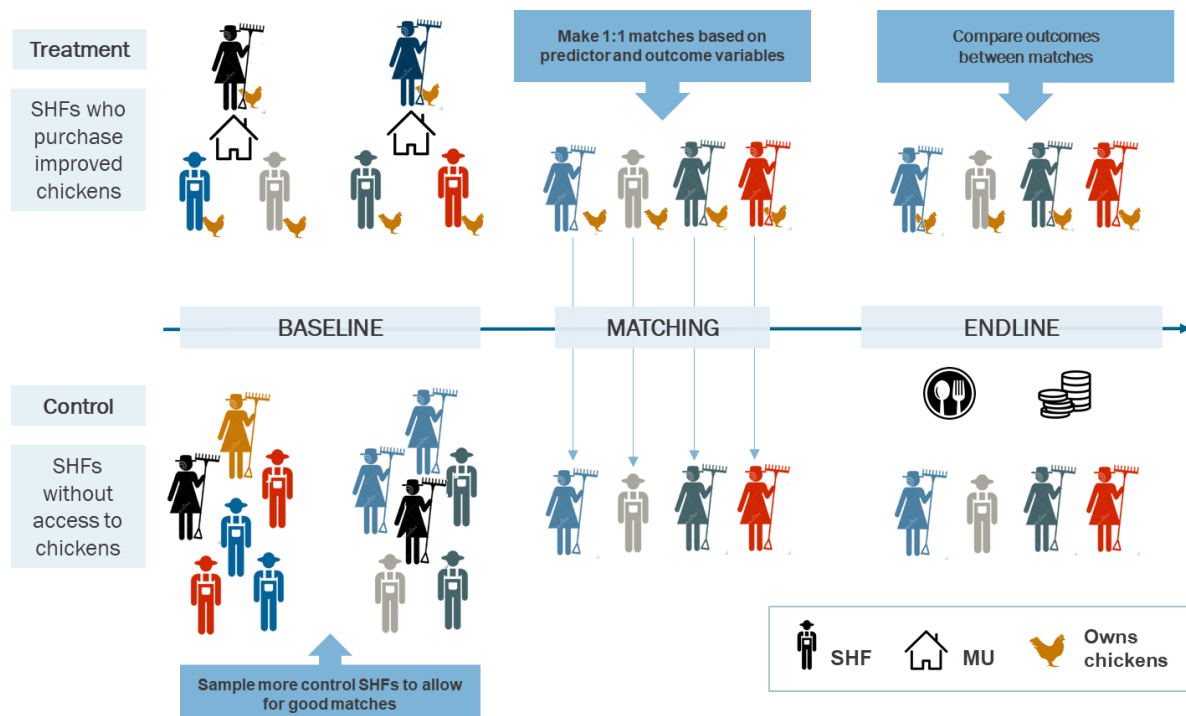 Treatment
SHFs who
purchase
improved
chickens
Make 1:1 matches based on
predictor and outcome variables
Compare outcomes
between matches
BASELINE
MATCHING
ENDLINE
Control
SHFs
without
access to
chickens
Sample more control SHFs to allow
for good matches
SHF
MU
Owns
chickens